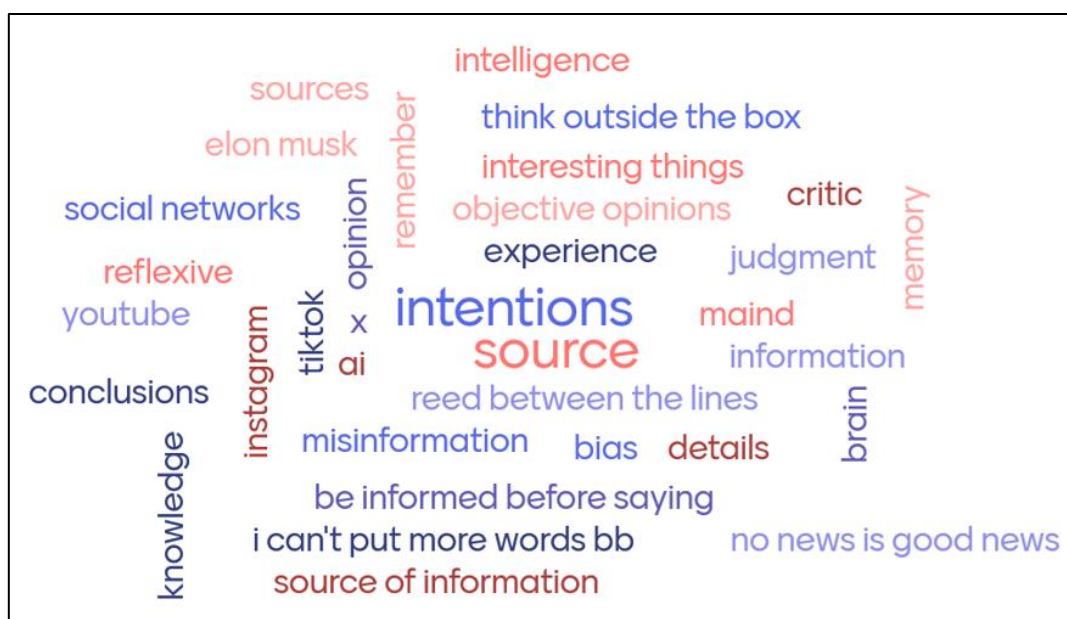 intelligence
sources
remember
think outside the box
elon musk
interesting things
critic
social networks
opinion
objective opinions
memory
experience
judgment
reflexive
intentions
youtube
tiktok
x
maind
instagram
source
ai
information
conclusions
reed between the lines
brain
misinformation
bias
details
knowledge
be informed before saying
i can't put more words bb
no news is good news
source of information